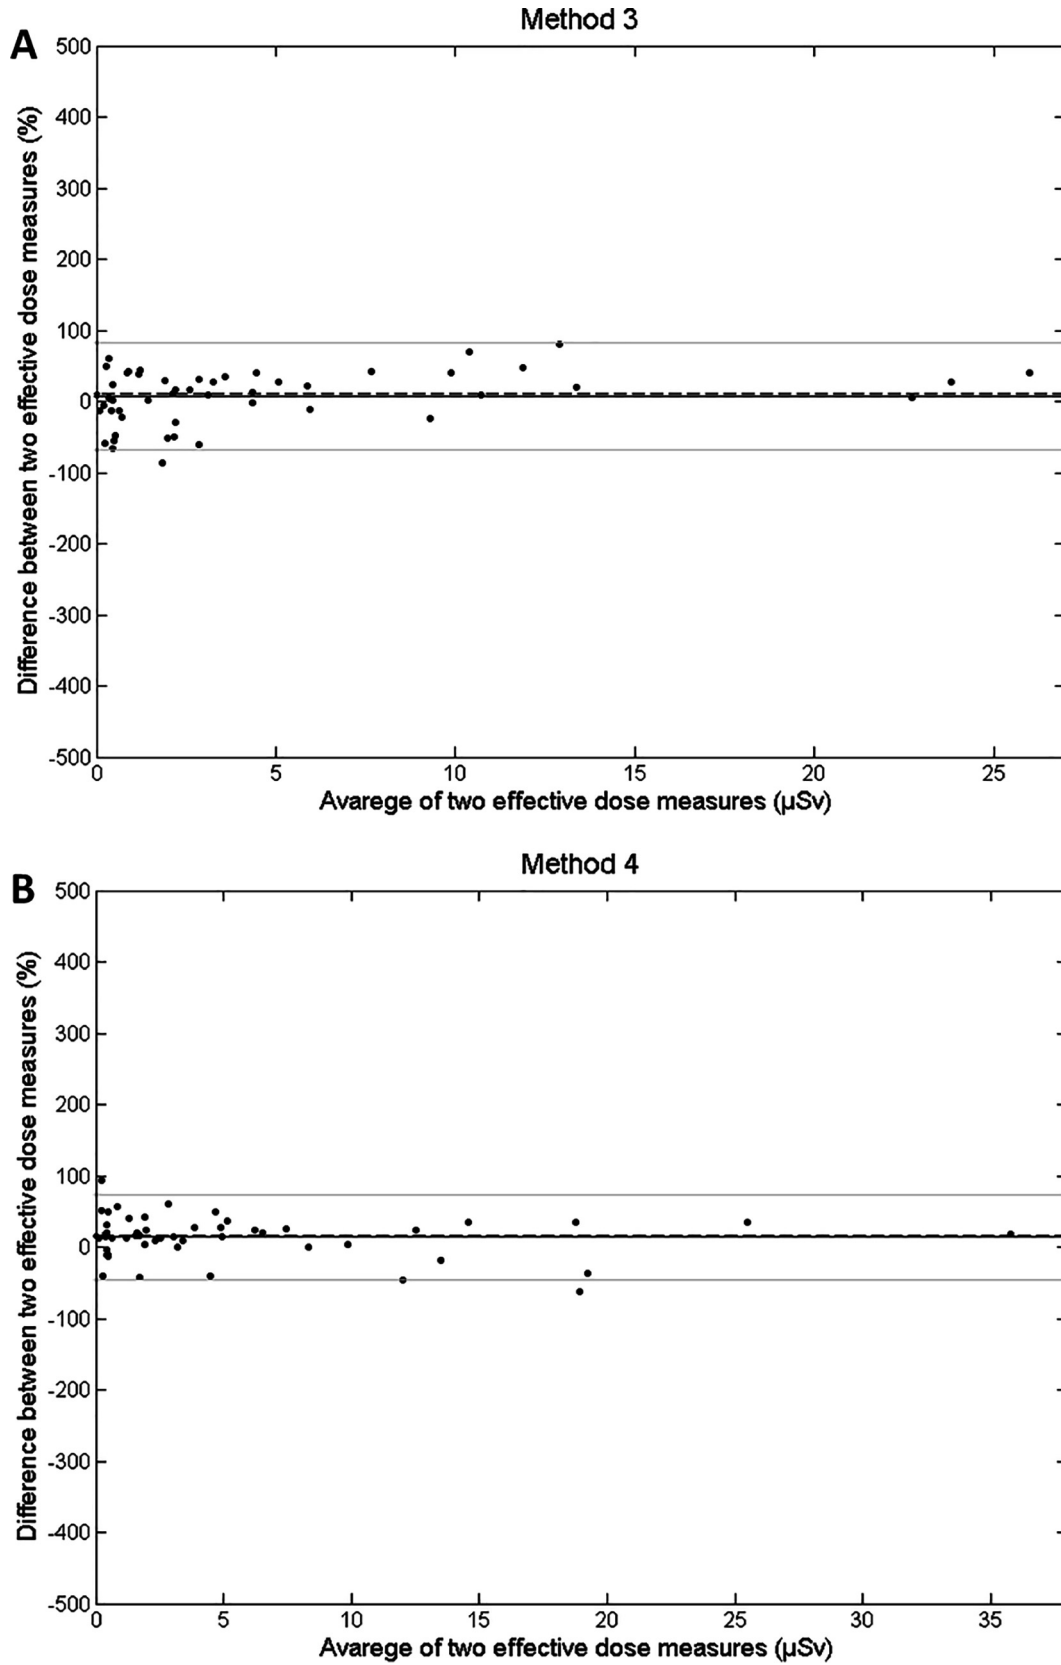 A
Method 3
500
400
300
200
100
0
-100
-200
-300
-400
-500
Difference between two effective dose measures (%)
0 5 10 15 20 25
Avarege of two effective dose measures (µSv)
B
Method 4
500
400
300
200
100
0
-100
-200
-300
-400
-500
Difference between two effective dose measures (%)
0 5 10 15 20 25 30 35
Avarege of two effective dose measures (µSv)